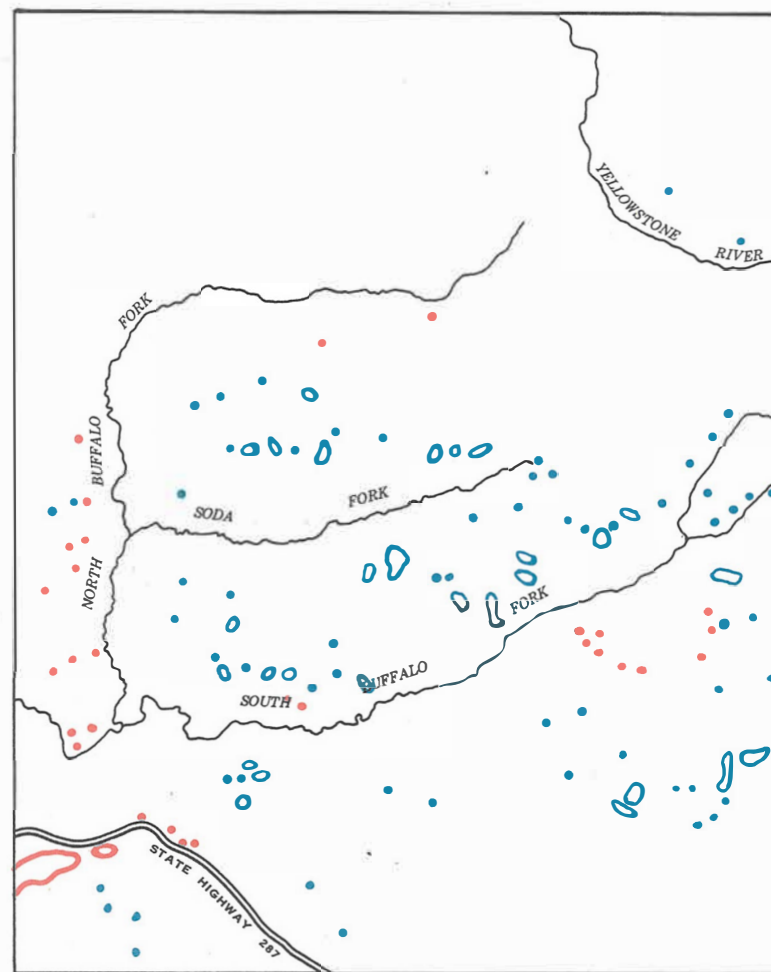 YELLOWSTONE
RIVER
FORK
BUFFALO
NORTH
SODA
FORK
FORK
BUFFALO
SOUTH
STATE HIGHWAY 287